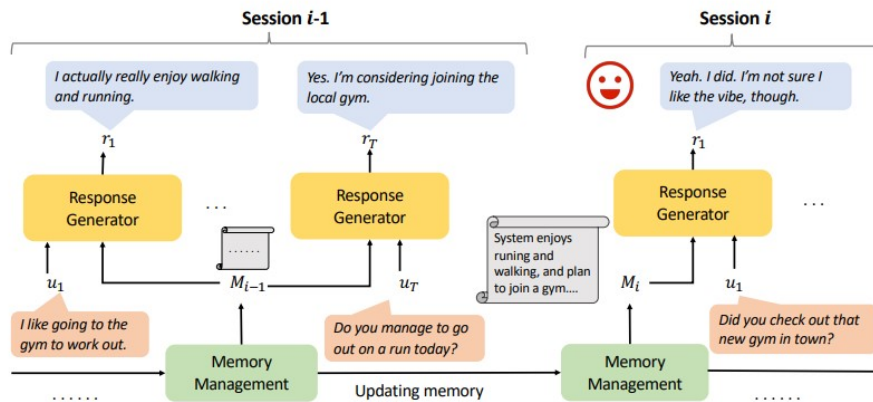 Session i-1
Session i
I actually really enjoy walking
and running.
Yes. I'm considering joining the
local gym.
Yeah. I did. I'm not sure I
like the vibe, though.
r1
rT
r1
Response
Generator
. . .
Response
Generator
Response
Generator
. . .
. . . . . .
System enjoys
runing and
walking, and plan
to join a gym....
u1
Mi−1
uT
Mi
u1
I like going to the
gym to work out.
Do you manage to go
out on a run today?
Did you check out that
new gym in town?
Memory
Management
Updating memory
Memory
Management
. . . . . .
. . . . . .